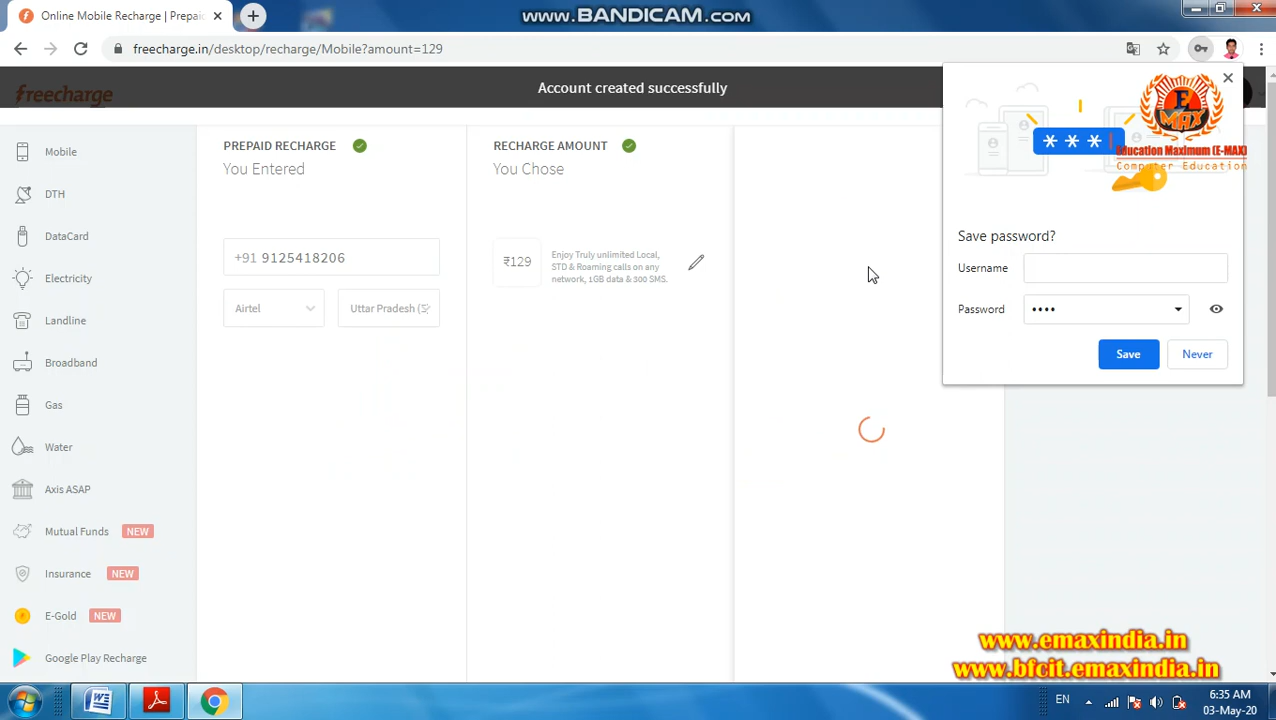 Online Mobile Recharge | Prepaid
www.BANDICAM.com
freecharge.in/desktop/recharge/Mobile?amount=129
freecharge
Account created successfully
E
MAX
Education Maximum (E-MAX)
Computer Education
Mobile
DTH
DataCard
Electricity
Landline
Broadband
Gas
Water
Axis ASAP
Mutual Funds NEW
Insurance NEW
E-Gold NEW
Google Play Recharge
PREPAID RECHARGE
You Entered
+91 9125418206
Airtel
Uttar Pradesh (
RECHARGE AMOUNT
You Chose
₹129
Enjoy Truly unlimited Local,
STD & Roaming calls on any
network, 1GB data & 300 SMS.
* * *
Save password?
Username
Password ••••
Save Never
www.emaxindia.in
www.bfcit.emaxindia.in
EN
6:35 AM
03-May-20